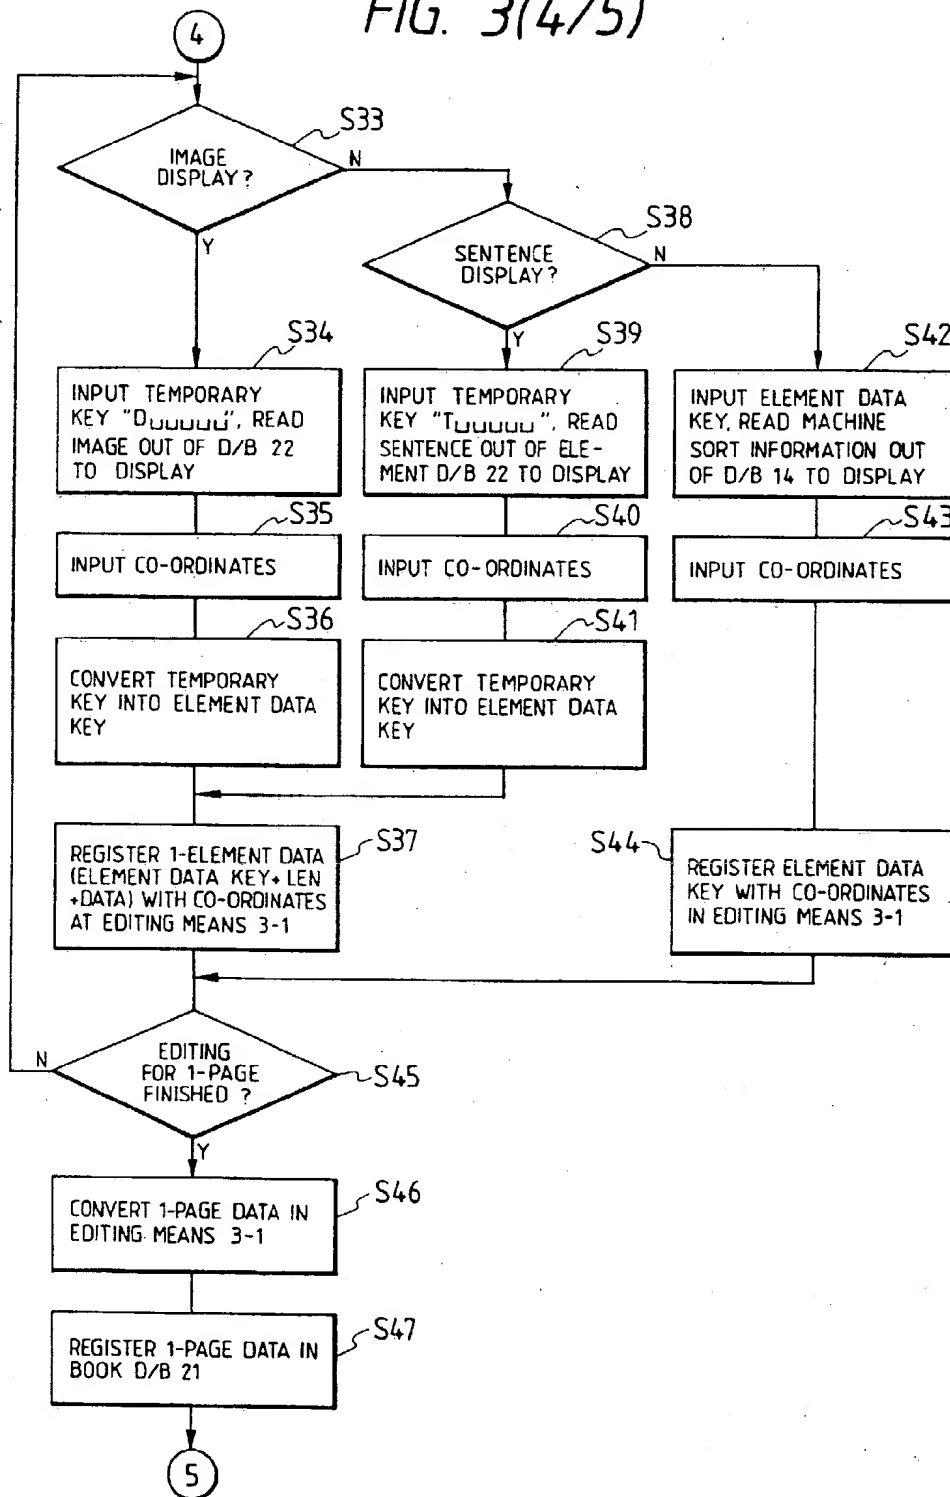 FIG. 3(4/5)
4
S33
IMAGE
DISPLAY?
N
Y
S38
SENTENCE
DISPLAY?
N
Y
S34
INPUT TEMPORARY
KEY "D␣␣␣␣␣", READ
IMAGE OUT OF D/B 22
TO DISPLAY
S39
INPUT TEMPORARY
KEY "T␣␣␣␣␣", READ
SENTENCE OUT OF ELE-
MENT D/B 22 TO DISPLAY
S42
INPUT ELEMENT DATA
KEY, READ MACHINE
SORT INFORMATION OUT
OF D/B 14 TO DISPLAY
S35
INPUT CO-ORDINATES
S40
INPUT CO-ORDINATES
S43
INPUT CO-ORDINATES
S36
CONVERT TEMPORARY
KEY INTO ELEMENT DATA
KEY
S41
CONVERT TEMPORARY
KEY INTO ELEMENT DATA
KEY
S37
REGISTER 1-ELEMENT DATA
(ELEMENT DATA KEY+LEN
+DATA) WITH CO-ORDINATES
AT EDITING MEANS 3-1
S44
REGISTER ELEMENT DATA
KEY WITH CO-ORDINATES
IN EDITING MEANS 3-1
N
EDITING
FOR 1-PAGE
FINISHED ?
S45
Y
S46
CONVERT 1-PAGE DATA IN
EDITING MEANS 3-1
S47
REGISTER 1-PAGE DATA IN
BOOK D/B 21
5